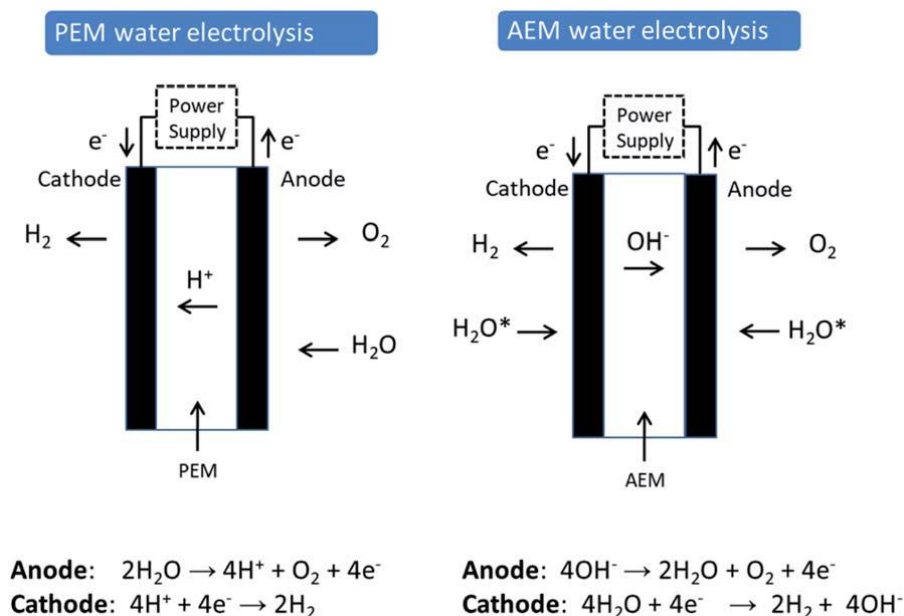 PEM water electrolysis
Power
Supply
e⁻
e⁻
Cathode
Anode
H₂
O₂
H⁺
H₂O
PEM
Anode: 2H₂O → 4H⁺ + O₂ + 4e⁻
Cathode: 4H⁺ + 4e⁻ → 2H₂
AEM water electrolysis
Power
Supply
e⁻
e⁻
Cathode
Anode
H₂
OH⁻
O₂
H₂O*
H₂O*
AEM
Anode: 4OH⁻ → 2H₂O + O₂ + 4e⁻
Cathode: 4H₂O + 4e⁻ → 2H₂ + 4OH⁻